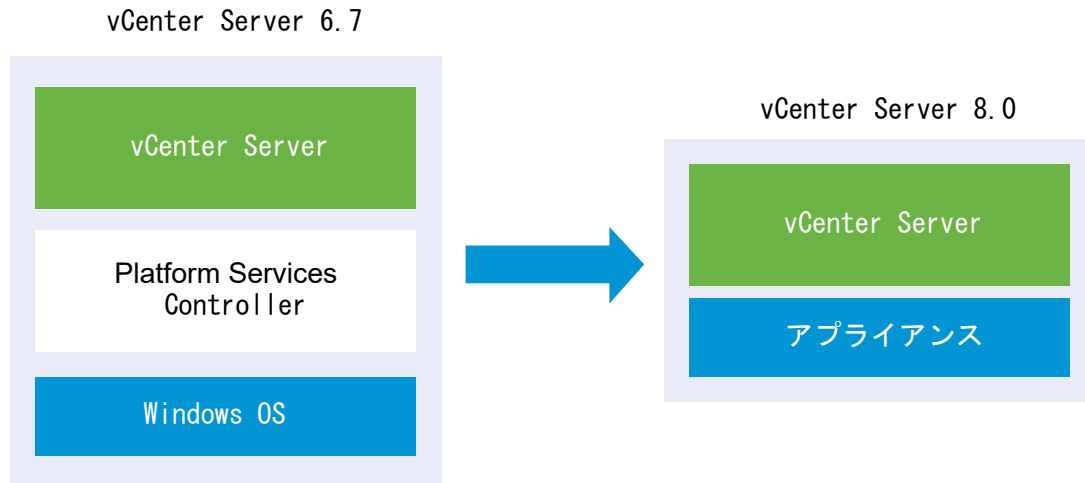 vCenter Server 6.7
vCenter Server
Platform Services
Controller
Windows OS
vCenter Server 8.0
vCenter Server
アプライアンス